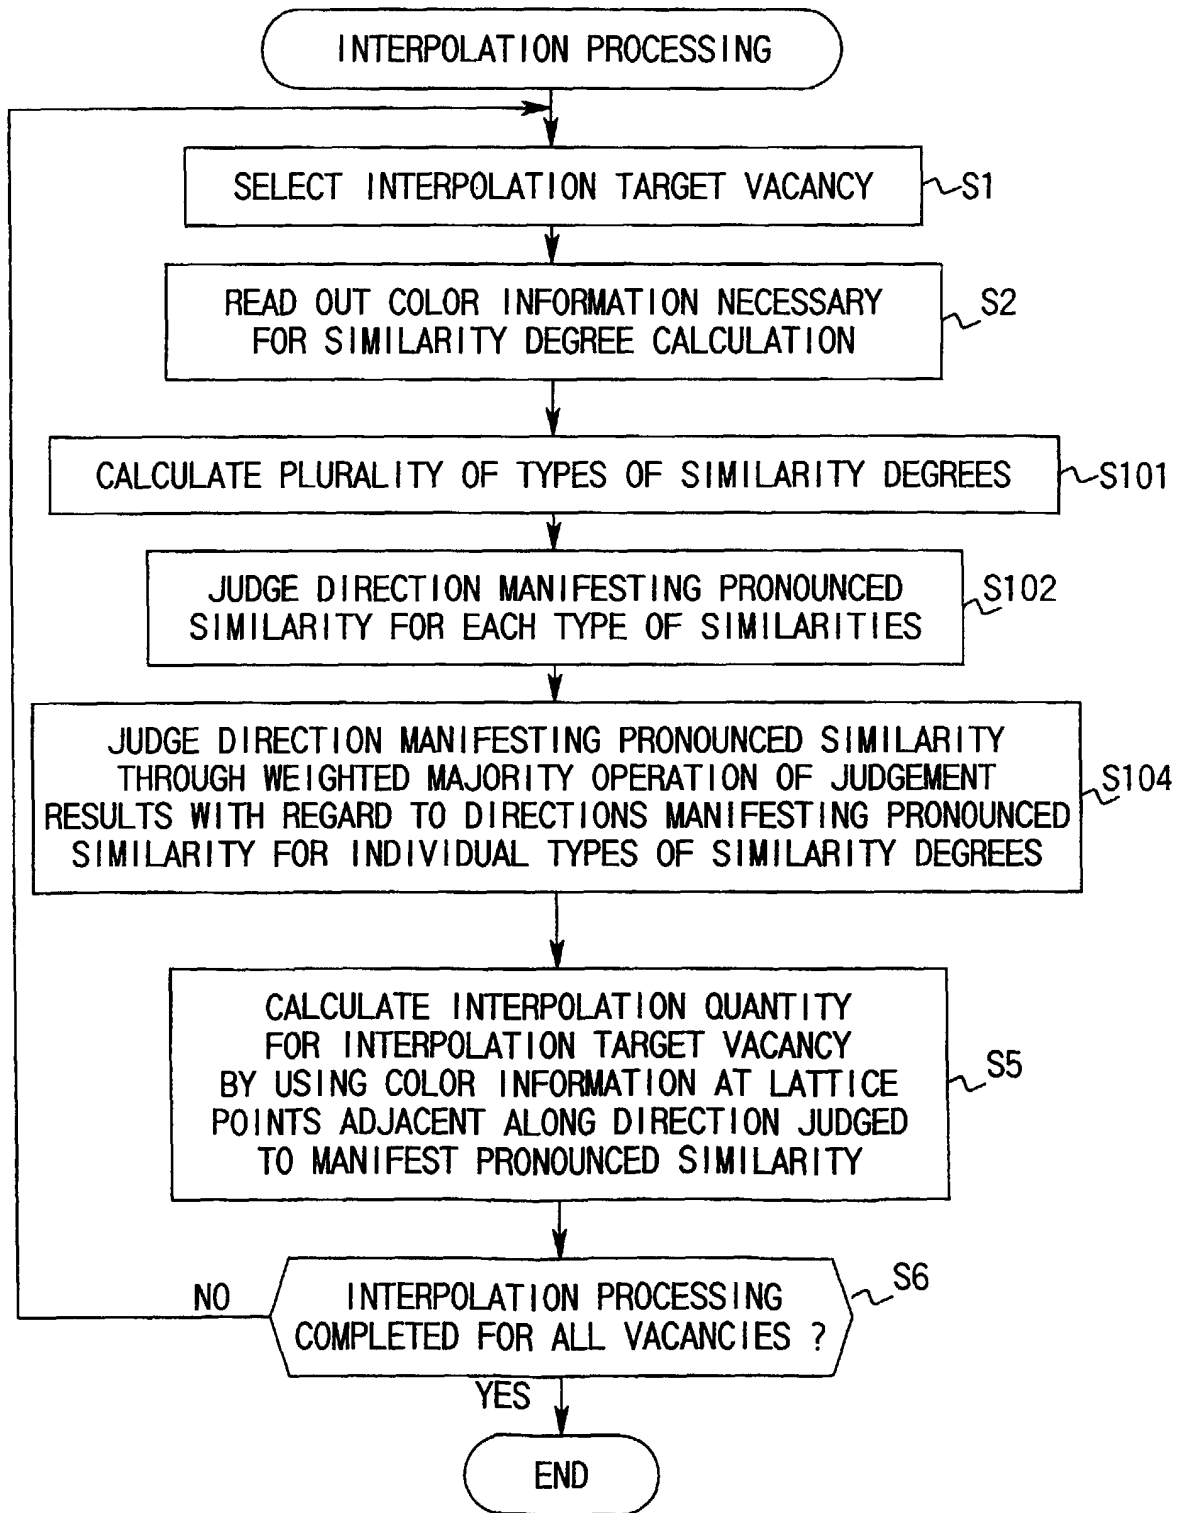 INTERPOLATION PROCESSING
SELECT INTERPOLATION TARGET VACANCY
S1
READ OUT COLOR INFORMATION NECESSARY
FOR SIMILARITY DEGREE CALCULATION
S2
CALCULATE PLURALITY OF TYPES OF SIMILARITY DEGREES
S101
JUDGE DIRECTION MANIFESTING PRONOUNCED
SIMILARITY FOR EACH TYPE OF SIMILARITIES
S102
JUDGE DIRECTION MANIFESTING PRONOUNCED SIMILARITY
THROUGH WEIGHTED MAJORITY OPERATION OF JUDGEMENT
RESULTS WITH REGARD TO DIRECTIONS MANIFESTING PRONOUNCED
SIMILARITY FOR INDIVIDUAL TYPES OF SIMILARITY DEGREES
S104
CALCULATE INTERPOLATION QUANTITY
FOR INTERPOLATION TARGET VACANCY
BY USING COLOR INFORMATION AT LATTICE
POINTS ADJACENT ALONG DIRECTION JUDGED
TO MANIFEST PRONOUNCED SIMILARITY
S5
INTERPOLATION PROCESSING
COMPLETED FOR ALL VACANCIES ?
S6
NO
YES
END